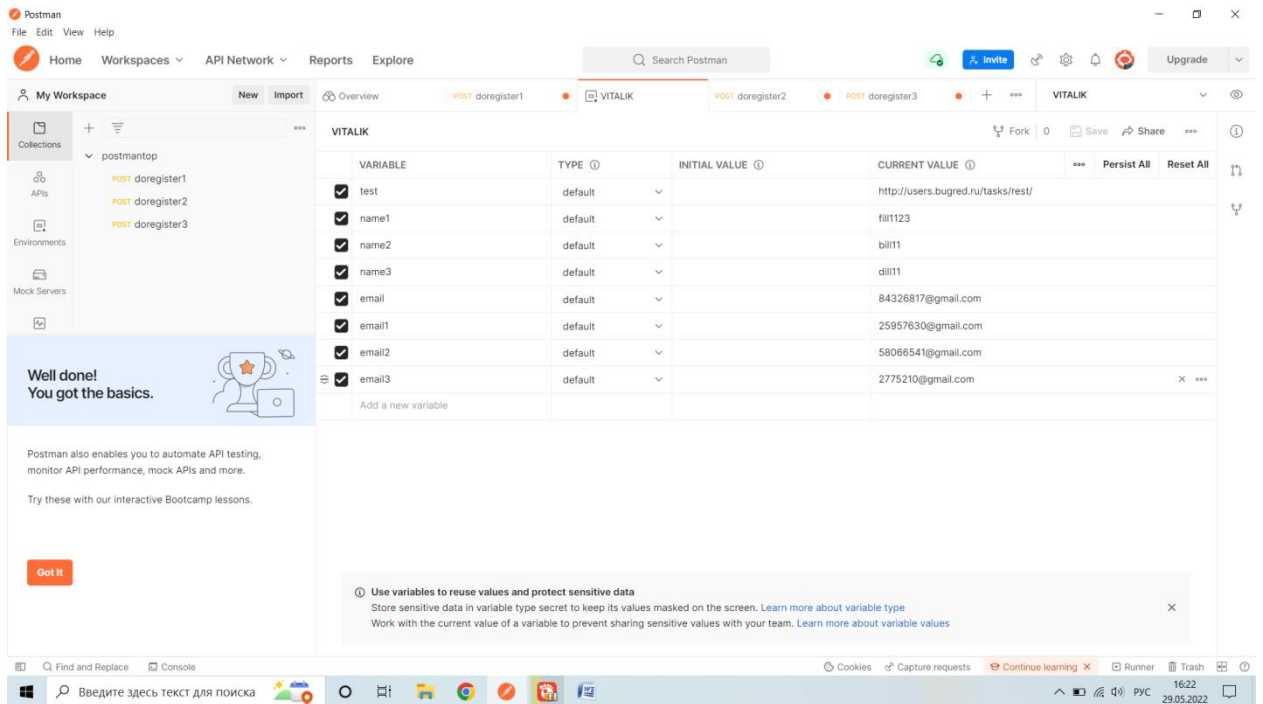 Postman
File Edit View Help
Home Workspaces API Network Reports Explore Search Postman Invite Upgrade
My Workspace New Import Overview POST doregister1 VITALIK POST doregister2 POST doregister3 VITALIK
Collections
APIs
Environments
Mock Servers
postmantop
POST doregister1
POST doregister2
POST doregister3
VITALIK Fork 0 Save Share
VARIABLE TYPE INITIAL VALUE CURRENT VALUE Persist All Reset All
test default http://users.bugred.ru/tasks/rest/
name1 default fill1123
name2 default bill11
name3 default dill11
email default 84326817@gmail.com
email1 default 25957630@gmail.com
email2 default 58066541@gmail.com
email3 default 2775210@gmail.com
Add a new variable
Well done!
You got the basics.
Postman also enables you to automate API testing,
monitor API performance, mock APIs and more.
Try these with our interactive Bootcamp lessons.
Got It
Use variables to reuse values and protect sensitive data
Store sensitive data in variable type secret to keep its values masked on the screen. Learn more about variable type
Work with the current value of a variable to prevent sharing sensitive values with your team. Learn more about variable values
Find and Replace Console Cookies Capture requests Continue learning Runner Trash
Введите здесь текст для поиска РУС 16:22
29.05.2022